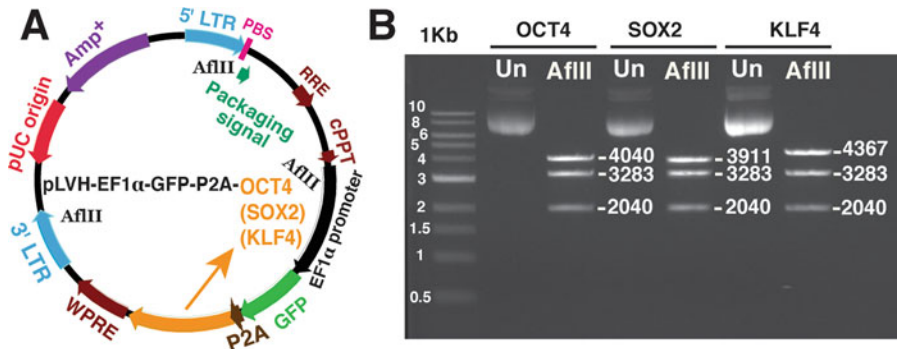 A
5' LTR
PBS
Amp+
AflII
RRE
Packaging
signal
cPPT
pUC origin
AflII
pLVH-EF1α-GFP-P2A-OCT4
(SOX2)
(KLF4)
AflII
3' LTR
EF1α promoter
WPRE
P2A
GFP
B
1Kb
OCT4
SOX2
KLF4
Un
AflII
Un
AflII
Un
AflII
10
8
6
5
4
3
2
1.5
1
0.5
-4040
-3283
-2040
-3911
-3283
-2040
-4367
-3283
-2040